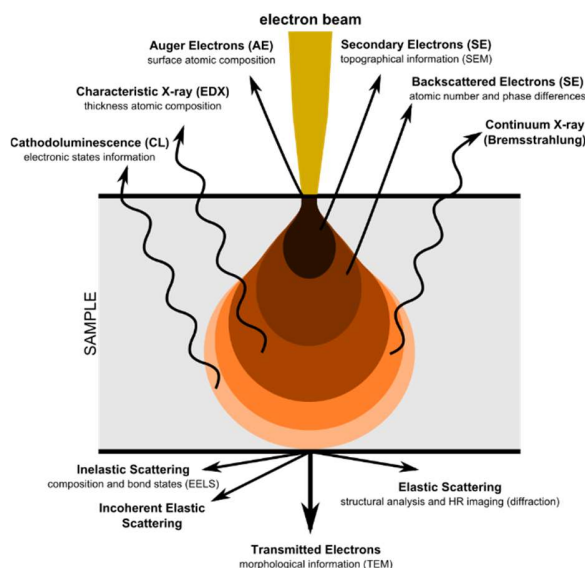 electron beam
Auger Electrons (AE)
surface atomic composition
Secondary Electrons (SE)
topographical information (SEM)
Characteristic X-ray (EDX)
thickness atomic composition
Backscattered Electrons (SE)
atomic number and phase differences
Cathodoluminescence (CL)
electronic states information
Continuum X-ray
(Bremsstrahlung)
SAMPLE
Inelastic Scattering
composition and bond states (EELS)
Incoherent Elastic
Scattering
Elastic Scattering
structural analysis and HR imaging (diffraction)
Transmitted Electrons
morphological information (TEM)